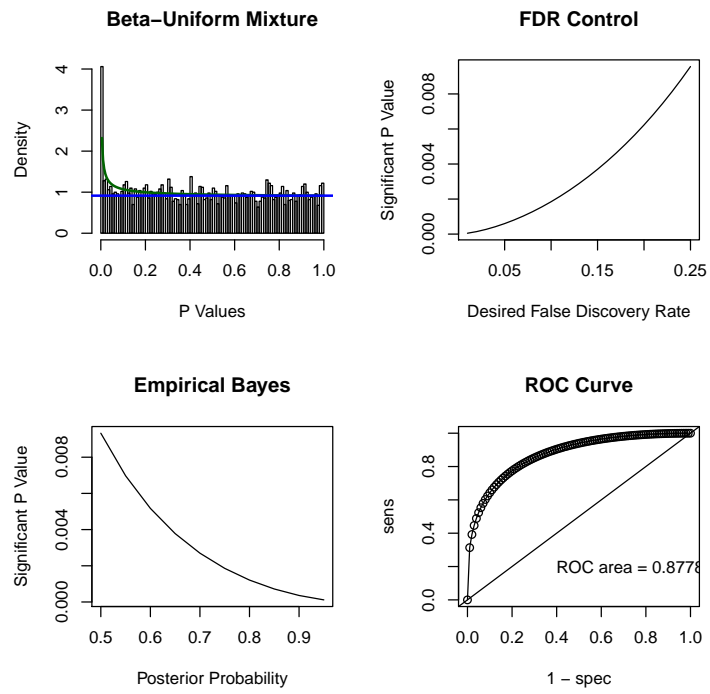 Beta−Uniform Mixture
Density
0 1 2 3 4
0.0 0.2 0.4 0.6 0.8 1.0
P Values
FDR Control
Significant P Value
0.000 0.004 0.008
0.05 0.15 0.25
Desired False Discovery Rate
Empirical Bayes
Significant P Value
0.000 0.004 0.008
0.5 0.6 0.7 0.8 0.9
Posterior Probability
ROC Curve
sens
0.0 0.4 0.8
ROC area = 0.8778
0.0 0.2 0.4 0.6 0.8 1.0
1 − spec